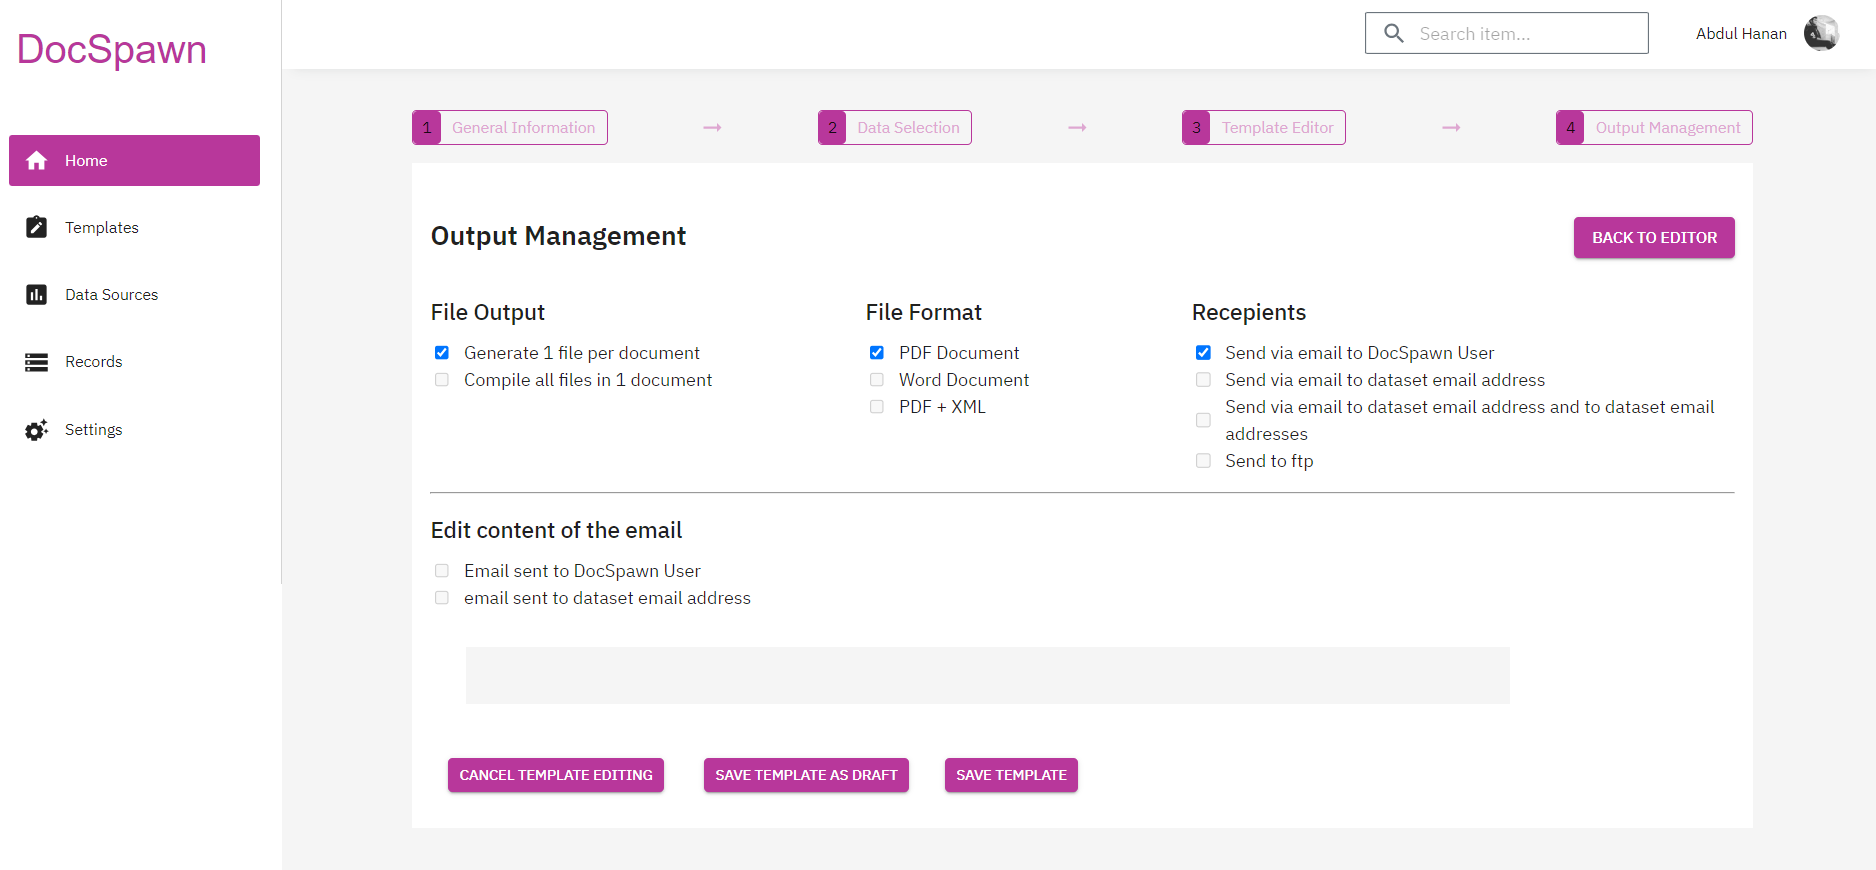 DocSpawn
Search item...
Abdul Hanan
Home
Templates
Data Sources
Records
Settings
1 General Information
2 Data Selection
3 Template Editor
4 Output Management
Output Management
BACK TO EDITOR
File Output
Generate 1 file per document
Compile all files in 1 document
File Format
PDF Document
Word Document
PDF + XML
Recepients
Send via email to DocSpawn User
Send via email to dataset email address
Send via email to dataset email address and to dataset email
addresses
Send to ftp
Edit content of the email
Email sent to DocSpawn User
email sent to dataset email address
CANCEL TEMPLATE EDITING
SAVE TEMPLATE AS DRAFT
SAVE TEMPLATE